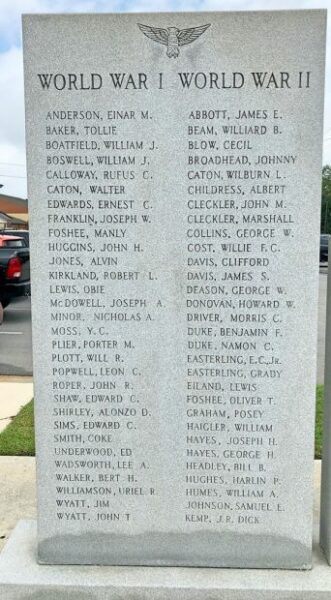 WORLD WAR I
ANDERSON, EINAR M.
BAKER, TOLLIE
BOATFIELD, WILLIAM J.
BOSWELL, WILLIAM J.
CALLOWAY, RUFUS C.
CATON, WALTER
EDWARDS, ERNEST C.
FRANKLIN, JOSEPH W.
FOSHEE, MANLY
HUGGINS, JOHN H.
JONES, ALVIN
KIRKLAND, ROBERT L.
LEWIS, OBIE
McDOWELL, JOSEPH A.
MINOR, NICHOLAS A.
MOSS, Y. C.
PLIER, PORTER M.
PLOTT, WILL R.
POPWELL, LEON C.
ROPER, JOHN R.
SHAW, EDWARD C.
SHIRLEY, ALONZO D.
SIMS, EDWARD C.
SMITH, COKE
UNDERWOOD, ED
WADSWORTH, LEE A.
WALKER, BERT H.
WILLIAMSON, URIEL R.
WYATT, JIM
WYATT, JOHN T.
WORLD WAR II
ABBOTT, JAMES E.
BEAM, WILLIARD B.
BLOW, CECIL
BROADHEAD, JOHNNY
CATON, WILBURN L.
CHILDRESS, ALBERT
CLECKLER, JOHN M.
CLECKLER, MARSHALL
COLLINS, GEORGE W.
COST, WILLIE F. C.
DAVIS, CLIFFORD
DAVIS, JAMES S.
DEASON, GEORGE W.
DONOVAN, HOWARD W.
DRIVER, MORRIS C.
DUKE, BENJAMIN F.
DUKE, NAMON C.
EASTERLING, E.C., JR.
EASTERLING, GRADY
EILAND, LEWIS
FOSHEE, OLIVER T.
GRAHAM, POSEY
HAIGLER, WILLIAM
HAYES, JOSEPH H.
HAYES, GEORGE H.
HEADLEY, BILL B.
HUGHES, HARLIN P.
HUMES, WILLIAM A.
JOHNSON, SAMUEL E.
KEMP, J.R. DICK